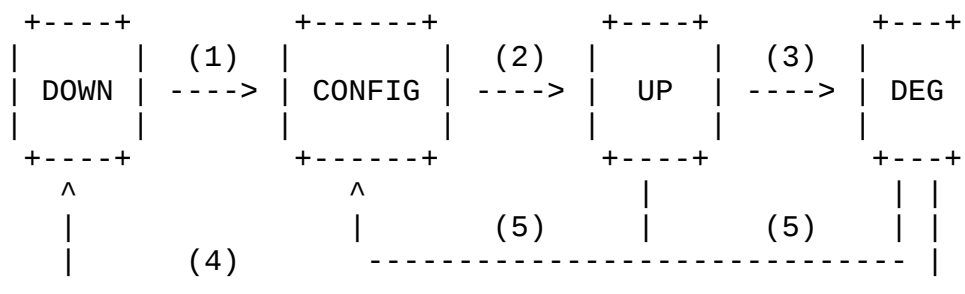 (1) (2) (3)
DOWN ----> CONFIG ----> UP ----> DEG
(5) (5)
(4)